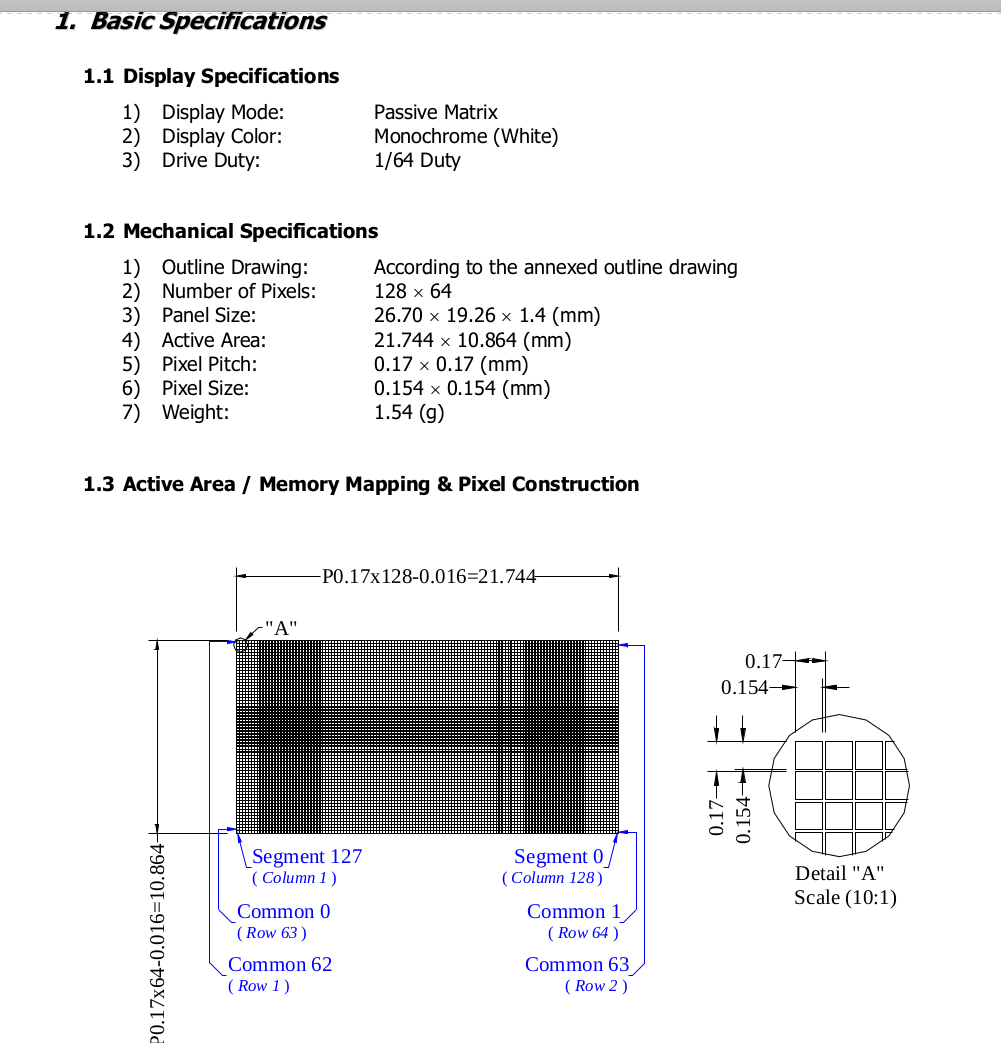 1. Basic Specifications
1.1 Display Specifications
1) Display Mode: Passive Matrix
2) Display Color: Monochrome (White)
3) Drive Duty: 1/64 Duty
1.2 Mechanical Specifications
1) Outline Drawing: According to the annexed outline drawing
2) Number of Pixels: 128 × 64
3) Panel Size: 26.70 × 19.26 × 1.4 (mm)
4) Active Area: 21.744 × 10.864 (mm)
5) Pixel Pitch: 0.17 × 0.17 (mm)
6) Pixel Size: 0.154 × 0.154 (mm)
7) Weight: 1.54 (g)
1.3 Active Area / Memory Mapping & Pixel Construction
P0.17x128-0.016=21.744
"A"
P0.17x64-0.016=10.864
Segment 127
( Column 1 )
Segment 0
( Column 128 )
Common 0
( Row 63 )
Common 1
( Row 64 )
Common 62
( Row 1 )
Common 63
( Row 2 )
0.17
0.154
0.17
0.154
Detail "A"
Scale (10:1)